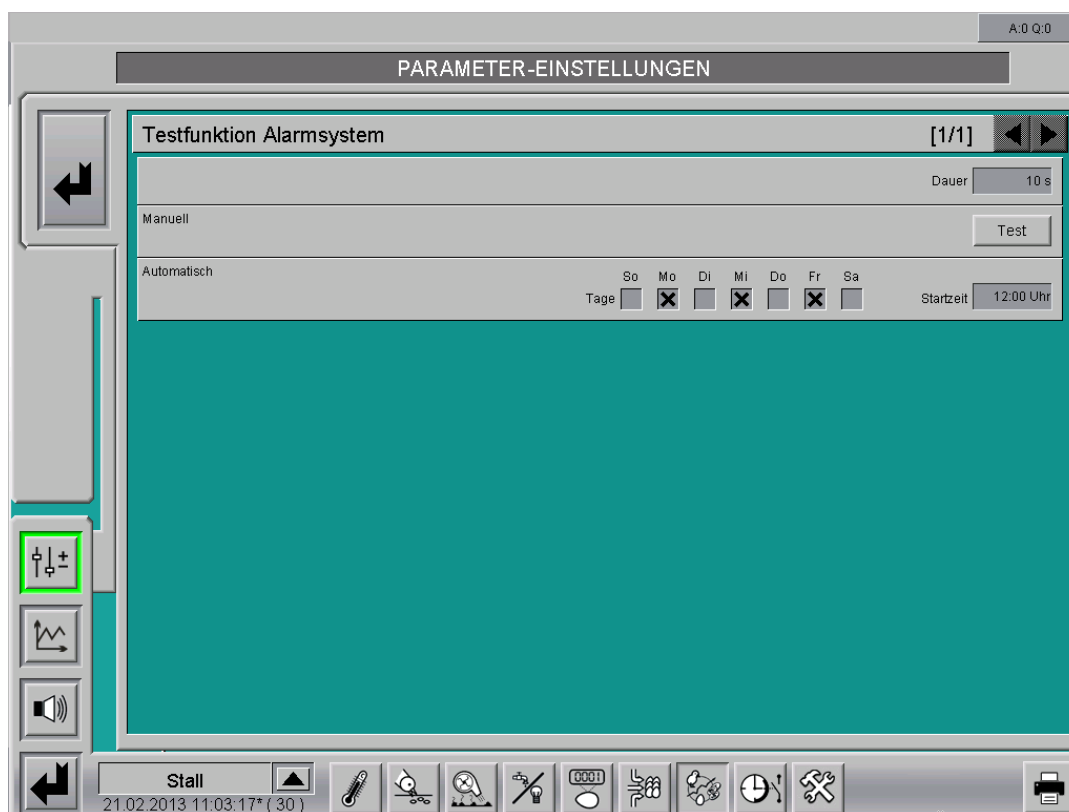 A:0 Q:0
PARAMETER-EINSTELLUNGEN
Testfunktion Alarmsystem [1/1]
Dauer 10 s
Manuell
Test
Automatisch
So Mo Di Mi Do Fr Sa
Tage
Startzeit 12:00 Uhr
0001
Stall
21.02.2013 11:03:17* ( 30 )